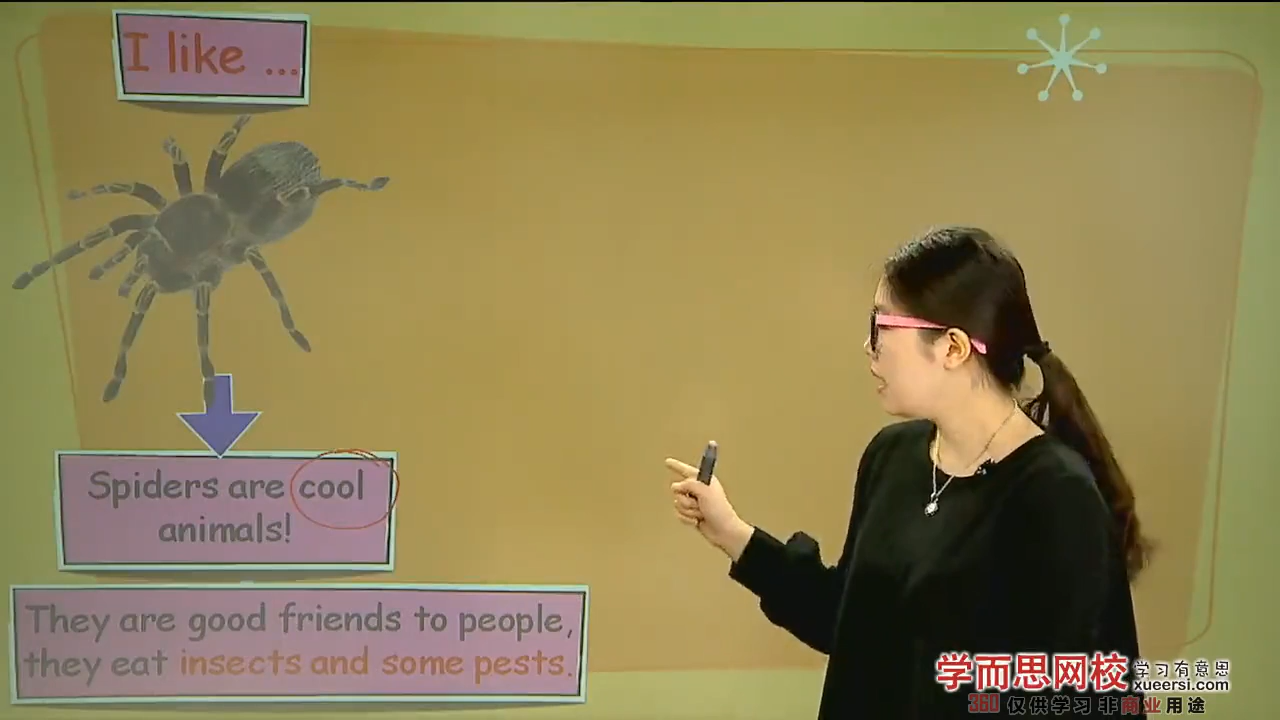 I like ...
Spiders are cool
animals!
They are good friends to people,
they eat insects and some pests.
学而思网校
学习有意思
xueersi.com
360 仅供学习 非商业用途